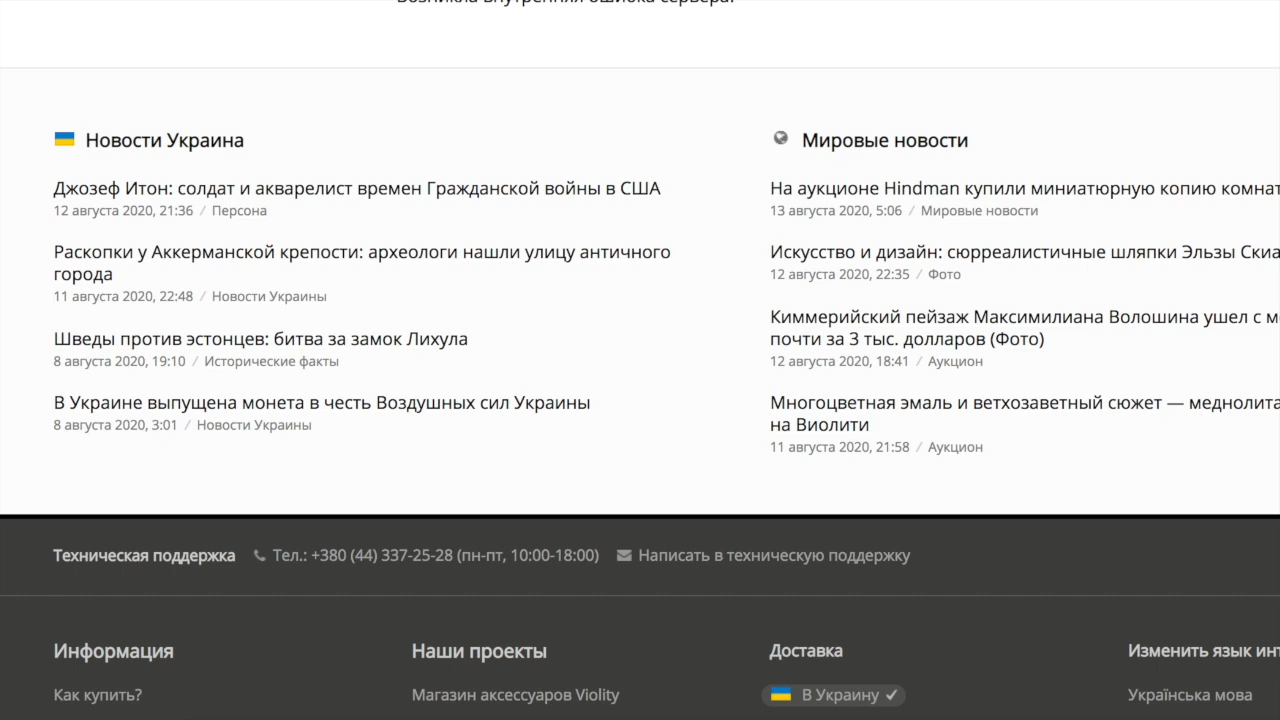 Возникла внутренняя ошибка сервера.
Новости Украина
Джозеф Итон: солдат и акварелист времен Гражданской войны в США
12 августа 2020, 21:36 / Персона
Раскопки у Аккерманской крепости: археологи нашли улицу античного
города
11 августа 2020, 22:48 / Новости Украины
Шведы против эстонцев: битва за замок Лихула
8 августа 2020, 19:10 / Исторические факты
В Украине выпущена монета в честь Воздушных сил Украины
8 августа 2020, 3:01 / Новости Украины
Мировые новости
На аукционе Hindman купили миниатюрную копию
13 августа 2020, 5:06 / Мировые новости
Искусство и дизайн: сюрреалистичные шляпки Эльзы
12 августа 2020, 22:35 / Фото
Киммерийский пейзаж Максимилиана Волошина ушел с
почти за 3 тыс. долларов (Фото)
12 августа 2020, 18:41 / Аукцион
Многоцветная эмаль и ветхозаветный сюжет —
на Виолити
11 августа 2020, 21:58 / Аукцион
Техническая поддержка Тел.: +380 (44) 337-25-28 (пн-пт, 10:00-18:00) Написать в техническую поддержку
Информация
Как купить?
Наши проекты
Магазин аксессуаров Violity
Доставка
В Украину
Изменить язык
Українська мова